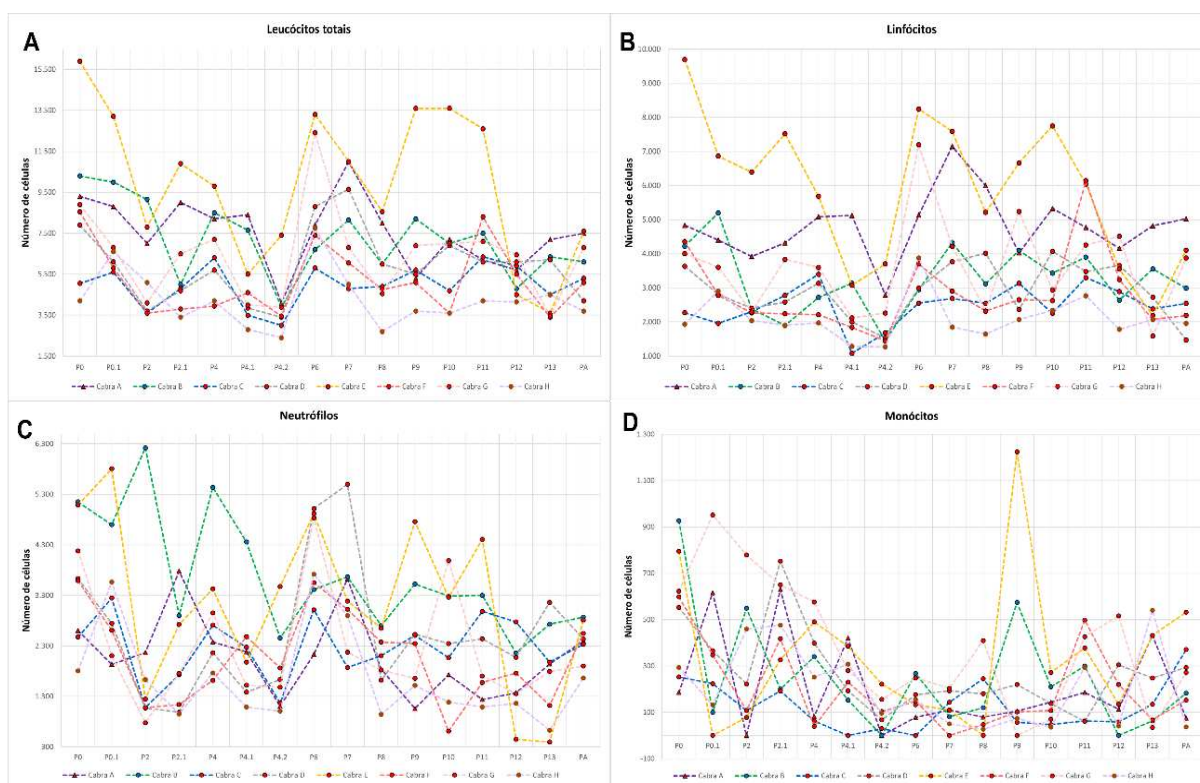 A
Leucócitos totais
Número de células
15.500
13.500
11.500
9.500
7.500
5.500
3.500
1.500
P0 P0.1 P2 P2.1 P4 P4.1 P4.2 P6 P7 P8 P9 P10 P11 P12 P13 PA
Cabra A Cabra B Cabra C Cabra D Cabra E Cabra F Cabra G Cabra H
B
Linfócitos
Número de células
10.000
9.000
8.000
7.000
6.000
5.000
4.000
3.000
2.000
1.000
P0 P0.1 P2 P2.1 P4 P4.1 P4.2 P6 P7 P8 P9 P10 P11 P12 P13 PA
Cabra A Cabra B Cabra C Cabra D Cabra E Cabra F Cabra G Cabra H
C
Neutrófilos
Número de células
6.300
5.300
4.300
3.300
2.300
1.300
300
P0 P0.1 P2 P2.1 P4 P4.1 P4.2 P6 P7 P8 P9 P10 P11 P12 P13 PA
Cabra A Cabra B Cabra C Cabra D Cabra E Cabra F Cabra G Cabra H
D
Monócitos
Número de células
1.300
1.100
900
700
500
300
100
-100
P0 P0.1 P2 P2.1 P4 P4.1 P4.2 P6 P7 P8 P9 P10 P11 P12 P13 PA
Cabra A Cabra B Cabra C Cabra D Cabra E Cabra F Cabra G Cabra H